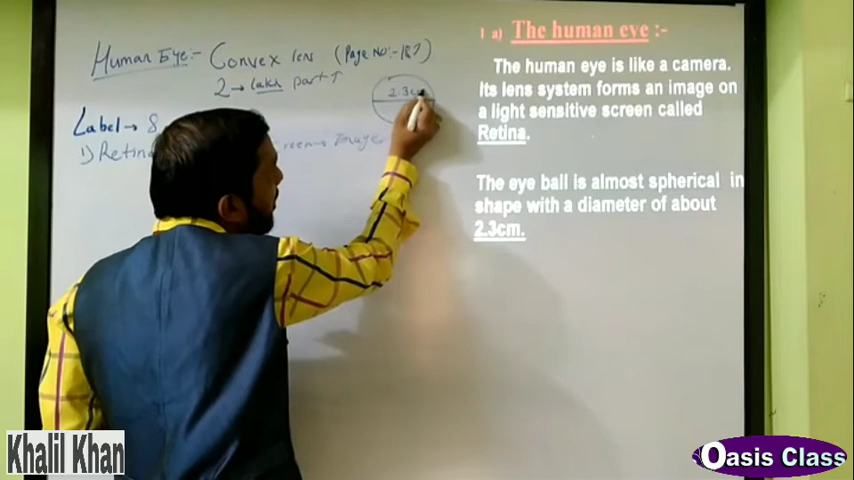 Human Eye:- Convex lens (Page No:- 187)
2 → lakh part ↑
2.3c
Label → 8
1) Retina
reen → Image
1 a) The human eye :-
The human eye is like a camera.
Its lens system forms an image on
a light sensitive screen called
Retina.
The eye ball is almost spherical in
shape with a diameter of about
2.3cm.
Khalil Khan
Oasis Class